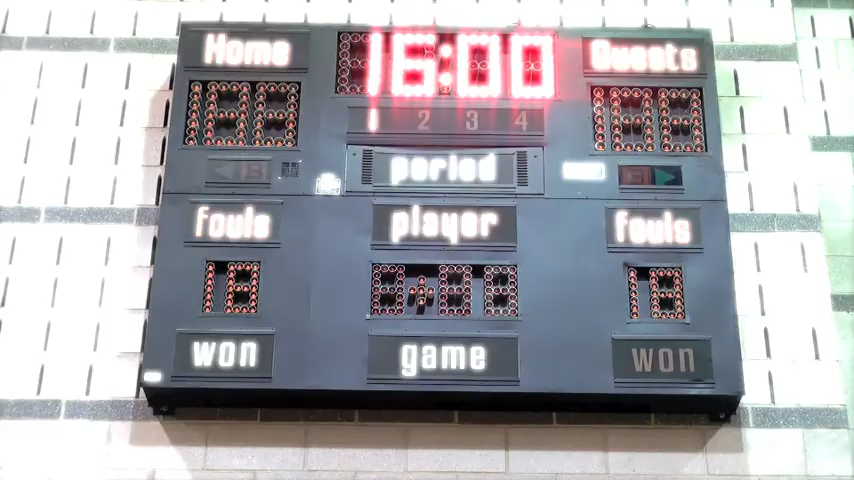 Home 16:00 Guests
1 2 3 4
B B
period
fouls player fouls
won game won